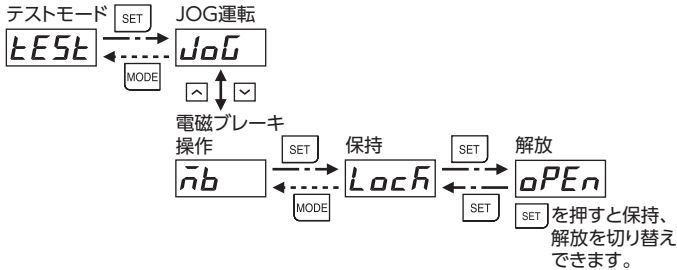 テストモード SET JOG運転
tESt JoG
MODE
電磁ブレーキ
操作 SET 保持 SET 解放
mb LocK oPEn
MODE SET SETを押すと保持、
解放を切り替え
できます。